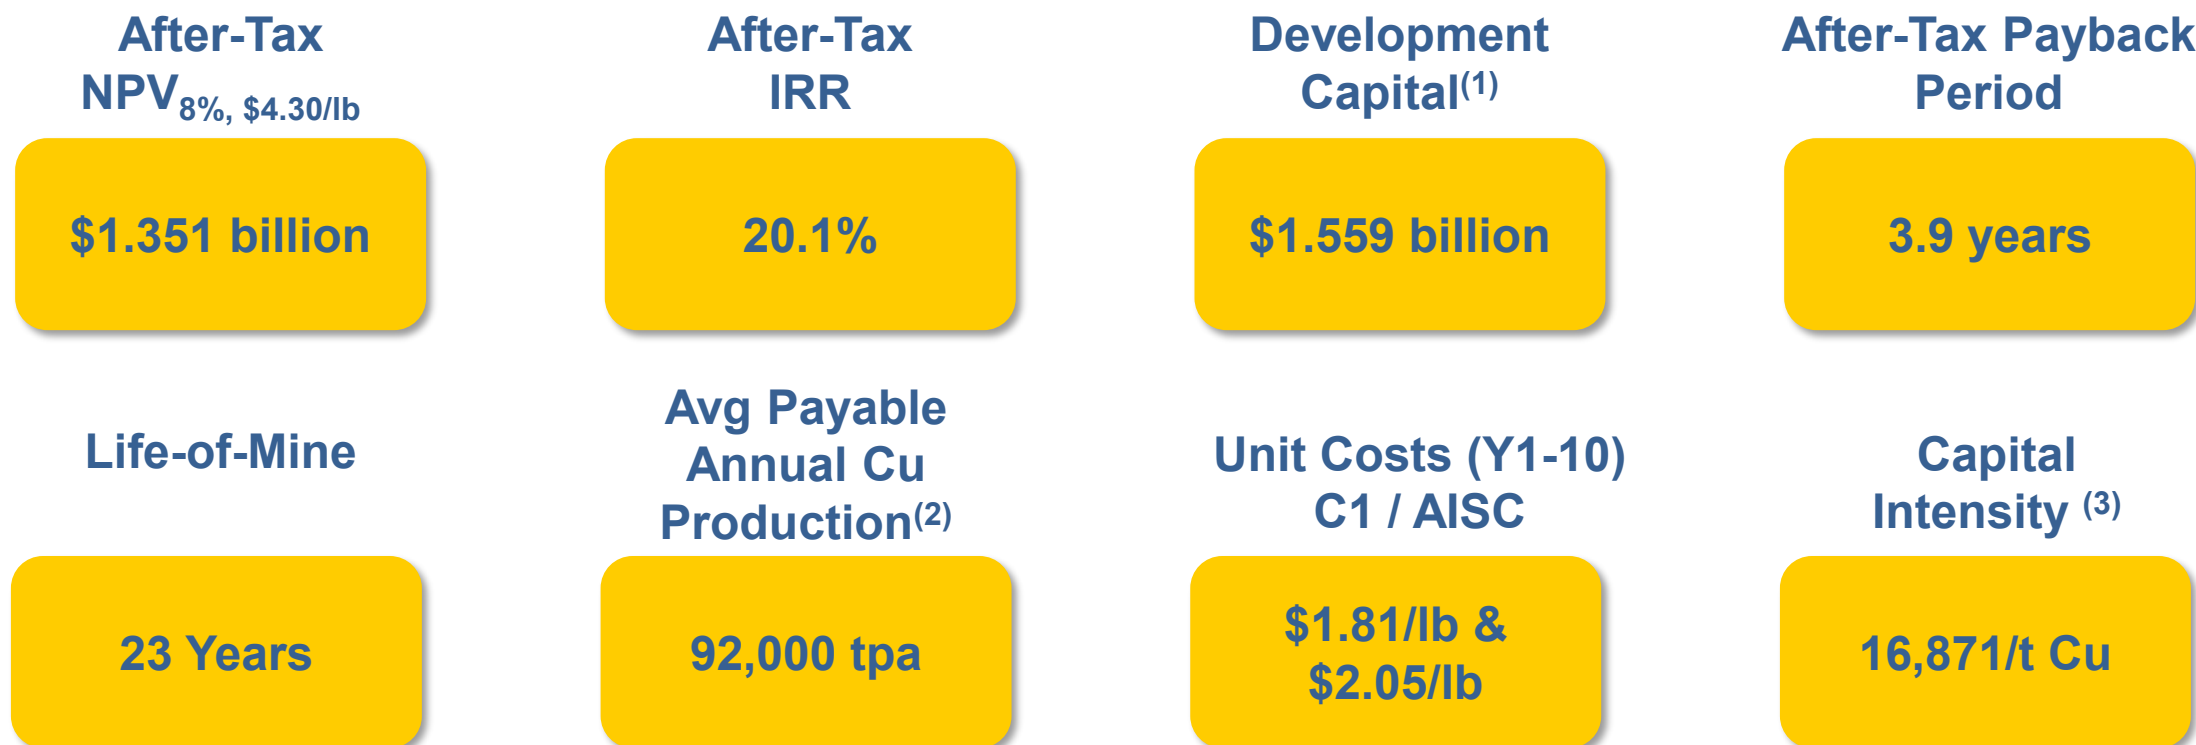 After-Tax
NPV8%, $4.30/lb
$1.351 billion
After-Tax
IRR
20.1%
Development
Capital(1)
$1.559 billion
After-Tax Payback
Period
3.9 years
Life-of-Mine
23 Years
Avg Payable
Annual Cu
Production(2)
92,000 tpa
Unit Costs (Y1-10)
C1 / AISC
$1.81/lb &
$2.05/lb
Capital
Intensity (3)
16,871/t Cu